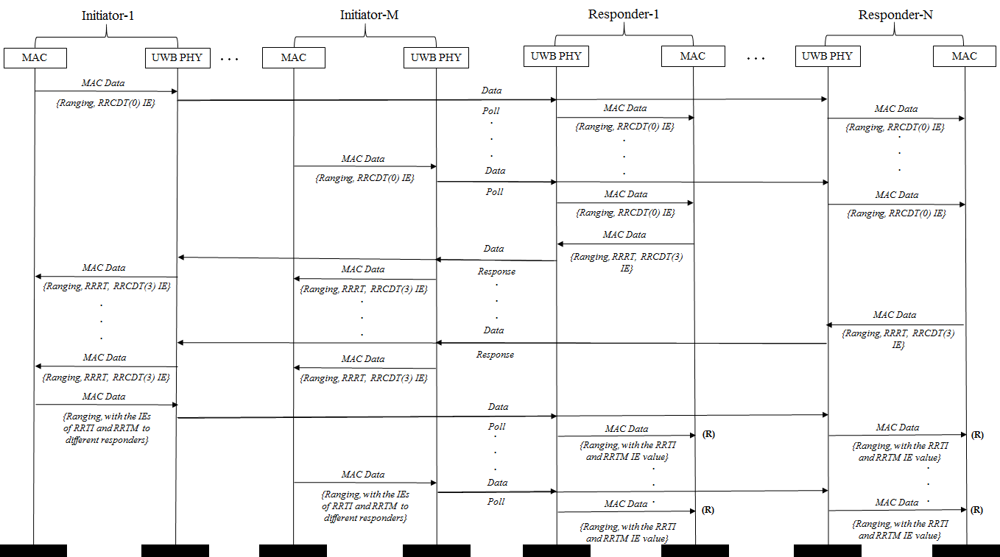 Initiator-1
Initiator-M
Responder-1
Responder-N
MAC
UWB PHY
. . .
MAC
UWB PHY
UWB PHY
MAC
. . .
UWB PHY
MAC
MAC Data
{Ranging, RRCDT(0) IE}
Data
Poll
MAC Data
{Ranging, RRCDT(0) IE}
MAC Data
{Ranging, RRCDT(0) IE}
MAC Data
{Ranging, RRCDT(0) IE}
Data
Poll
MAC Data
{Ranging, RRCDT(0) IE}
MAC Data
{Ranging, RRCDT(0) IE}
MAC Data
{Ranging, RRRT, RRCDT(3)
IE}
Data
Response
MAC Data
{Ranging, RRRT, RRCDT(3) IE}
MAC Data
{Ranging, RRRT, RRCDT(3) IE}
MAC Data
{Ranging, RRRT, RRCDT(3)
IE}
Data
Response
MAC Data
{Ranging, RRRT, RRCDT(3) IE}
MAC Data
{Ranging, RRRT, RRCDT(3) IE}
MAC Data
{Ranging, with the IEs
of RRTI and RRTM to
different responders}
Data
Poll
MAC Data
(R)
{Ranging, with the RRTI
and RRTM IE value}
MAC Data
(R)
{Ranging, with the RRTI
and RRTM IE value}
MAC Data
{Ranging, with the IEs
of RRTI and RRTM to
different responders}
Data
Poll
MAC Data
(R)
{Ranging, with the RRTI
and RRTM IE value}
MAC Data
(R)
{Ranging, with the RRTI
and RRTM IE value}